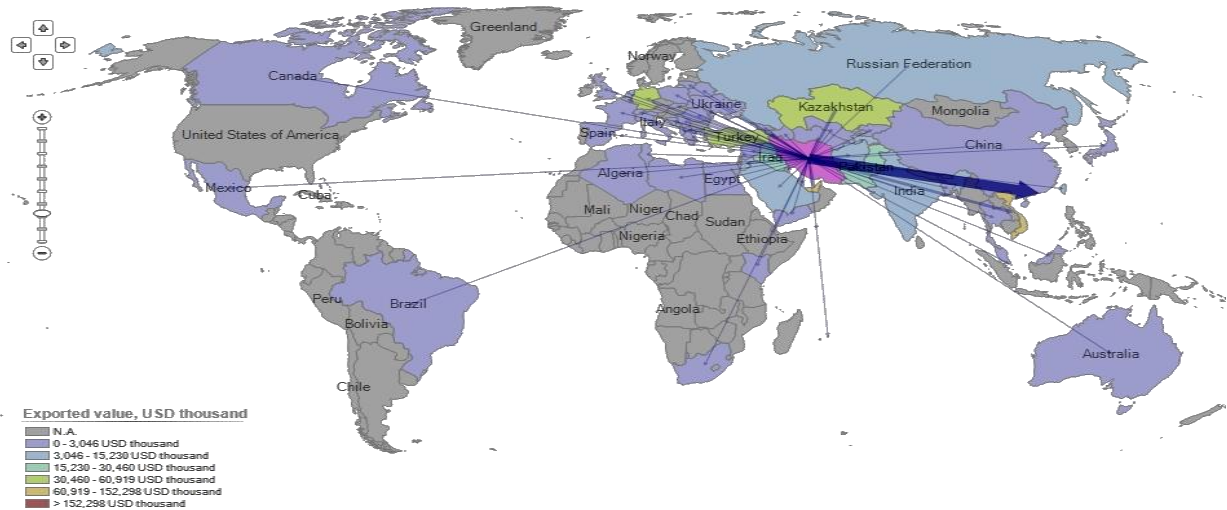 Greenland
Norway
Russian Federation
Canada
Ukraine
Kazakhstan
Mongolia
Italy
Spain
Turkey
United States of America
China
Iraq
Pakistan
Algeria
Egypt
Mexico
India
Cuba
Mali
Niger
Chad
Sudan
Nigeria
Ethiopia
Peru
Brazil
Angola
Bolivia
Australia
Chile
Exported value, USD thousand
N.A.
0 - 3,046 USD thousand
3,046 - 15,230 USD thousand
15,230 - 30,460 USD thousand
30,460 - 60,919 USD thousand
60,919 - 152,298 USD thousand
> 152,298 USD thousand